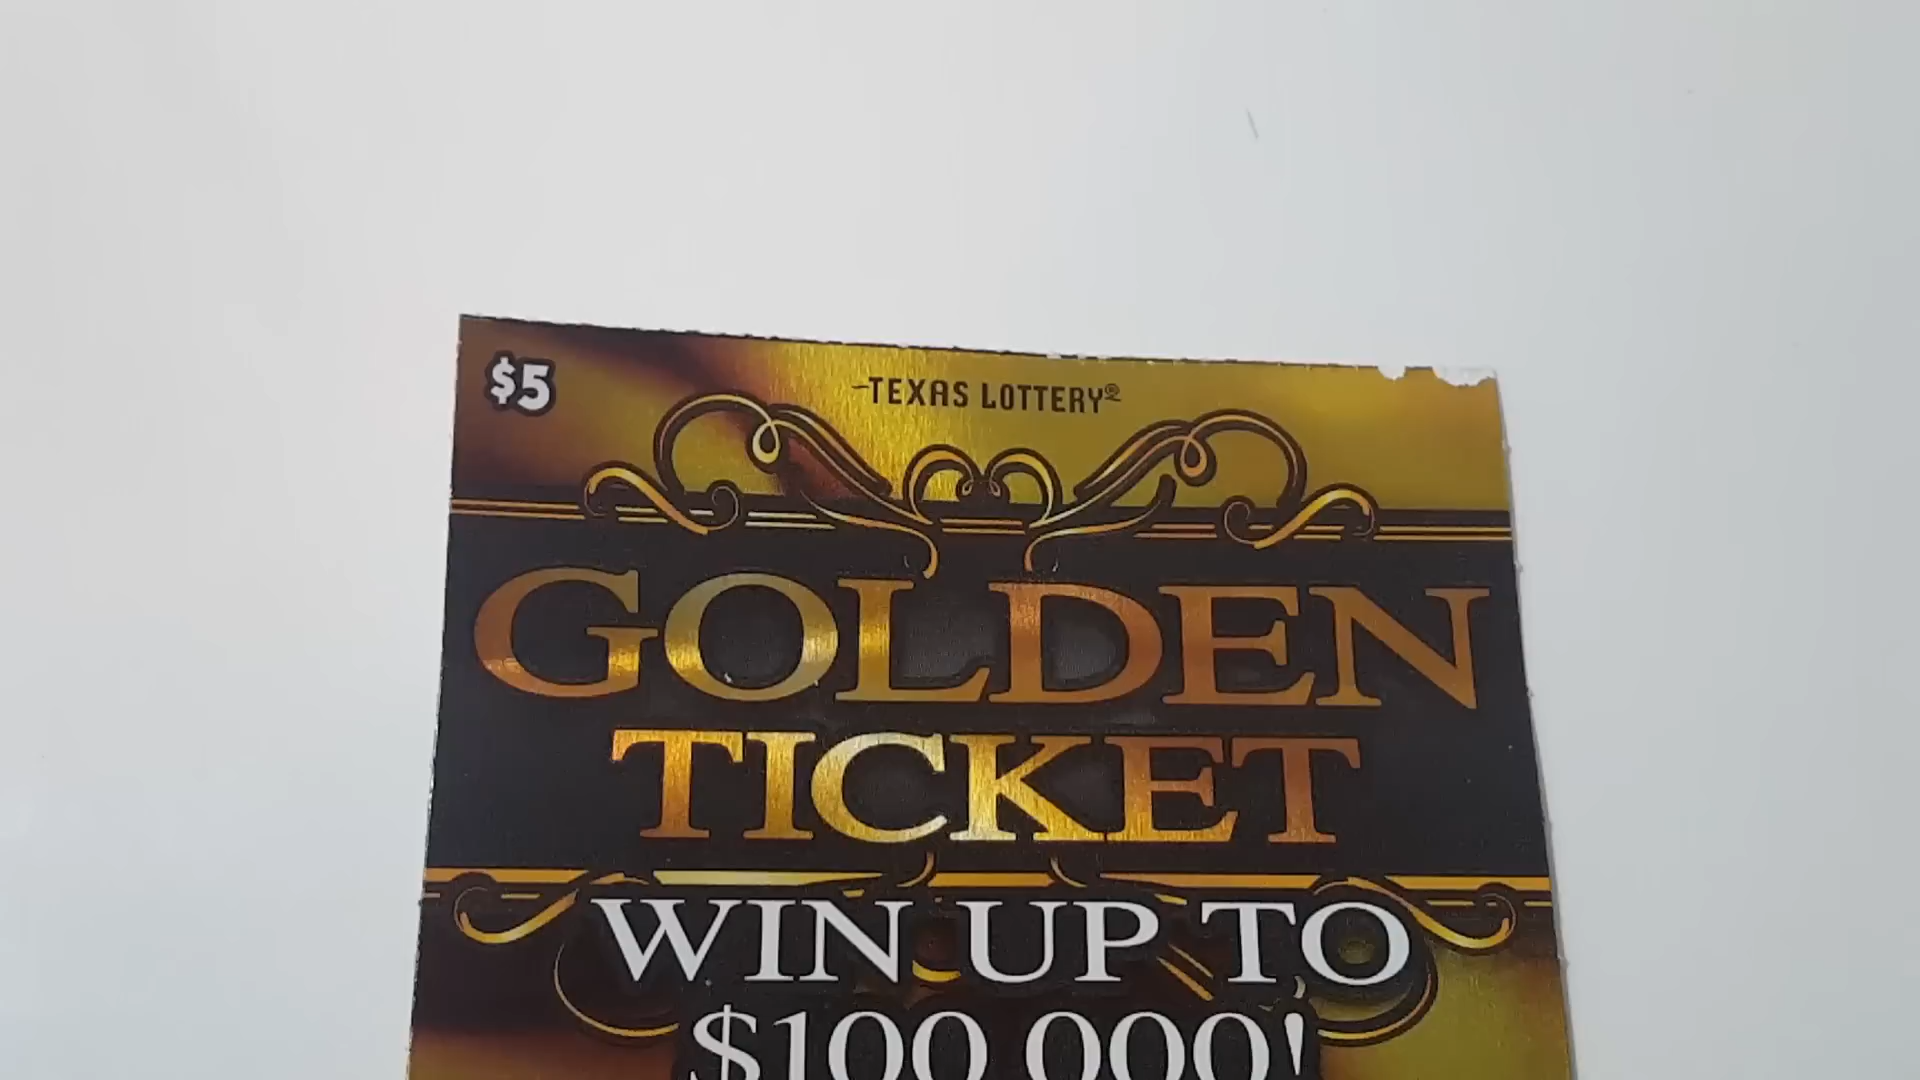 $5
TEXAS LOTTERY®
GOLDEN
TICKET
WIN UP TO
$100,000!